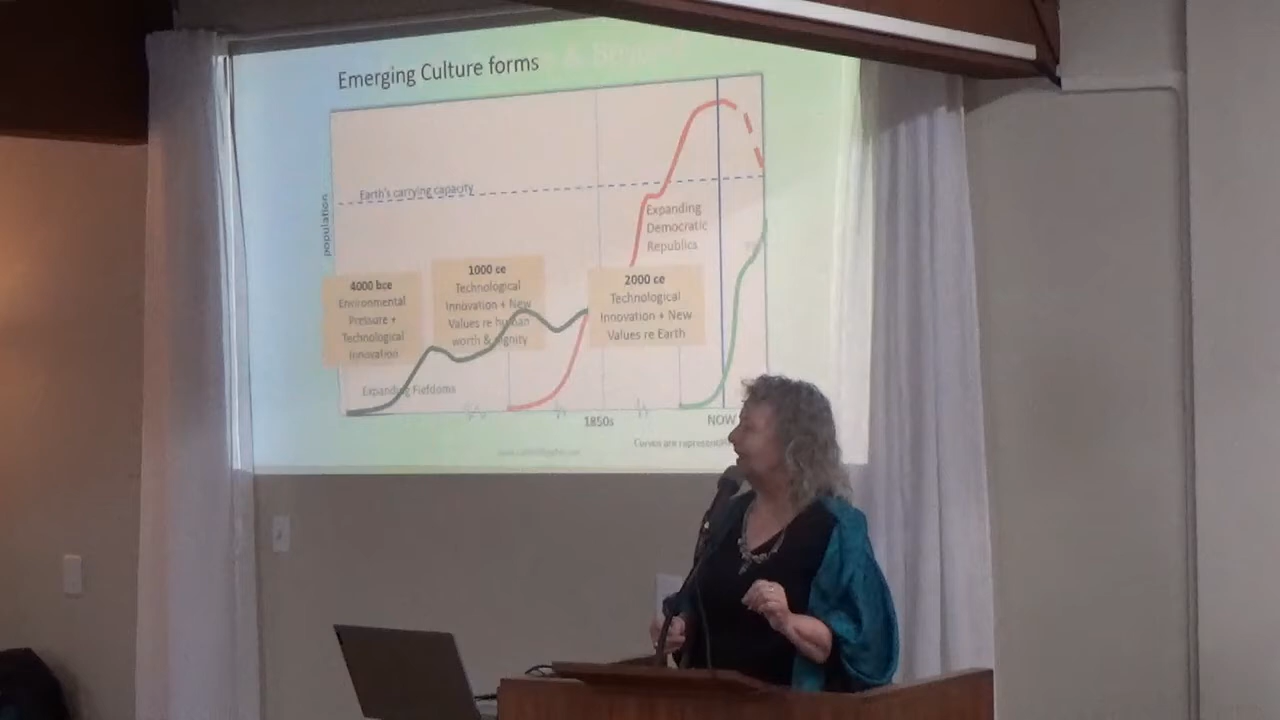 Emerging Culture forms
population
Earth's carrying capacity
Expanding
Democratic
Republics
4000 bce
Environmental
Pressure +
Technological
Innovation
1000 ce
Technological
Innovation + New
Values re human
worth & dignity
2000 ce
Technological
Innovation + New
Values re Earth
Expanding Fiefdoms
1850s
NOW
Curves are